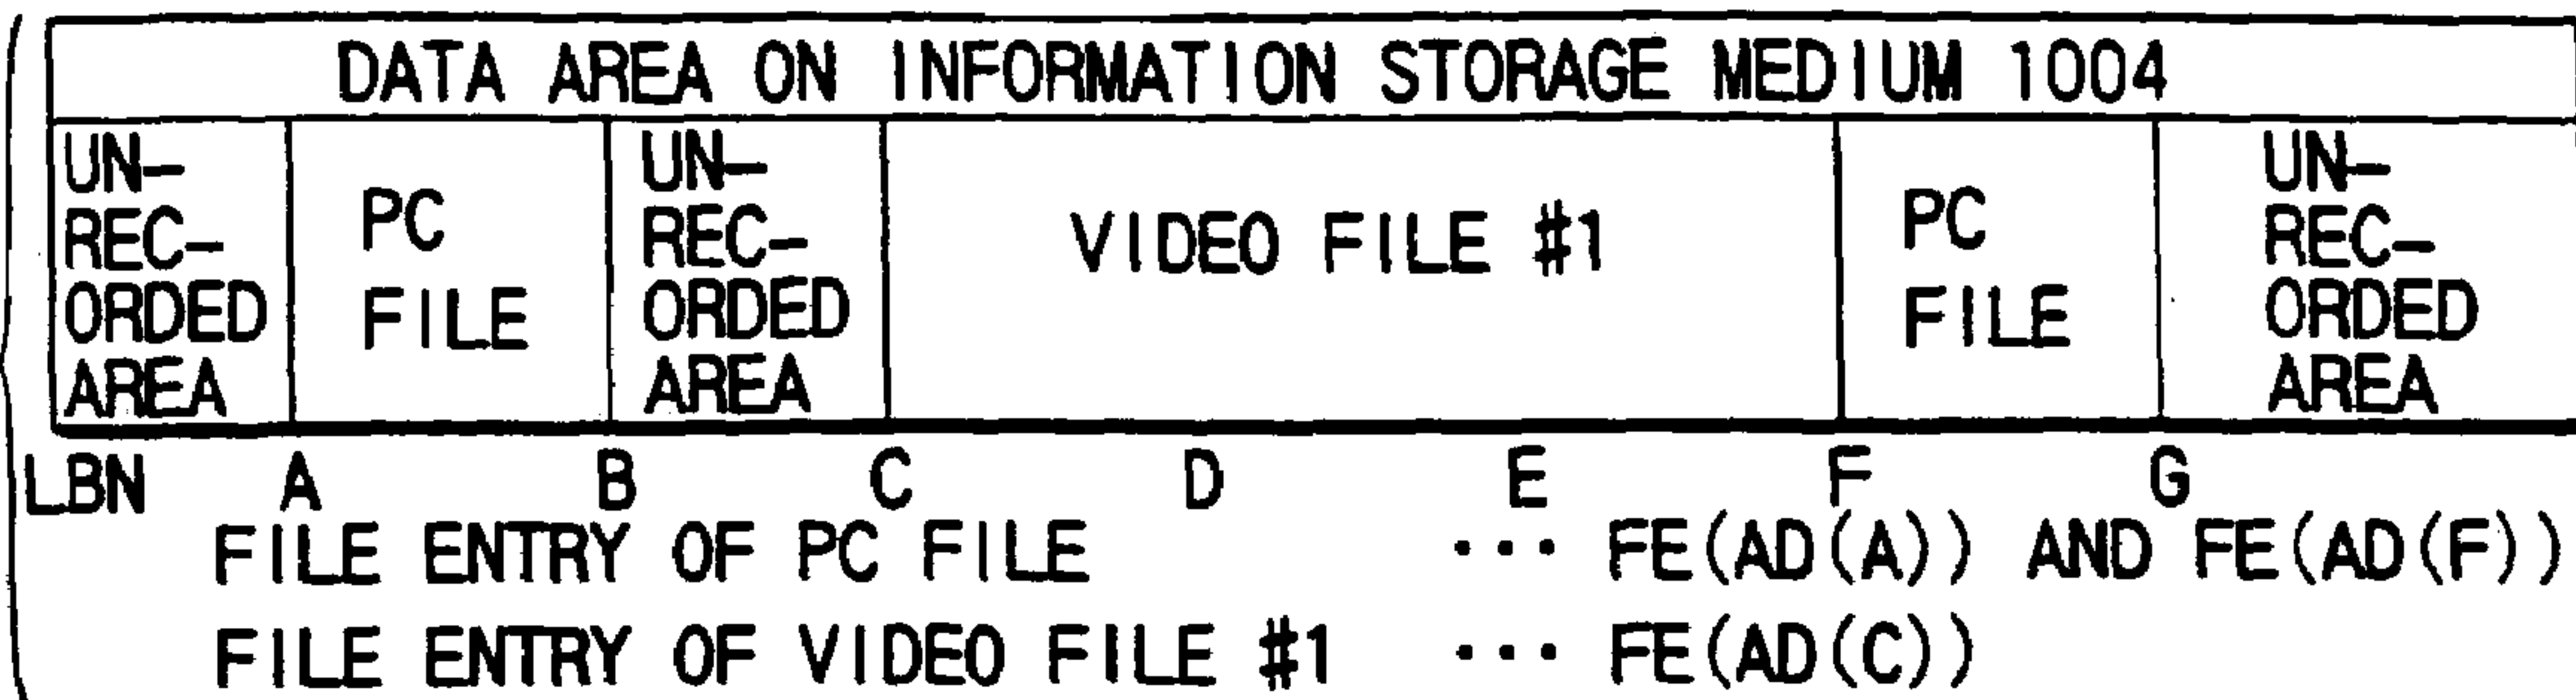 DATA AREA ON INFORMATION STORAGE MEDIUM 1004
UN-
REC-
ORDED
AREA
PC
FILE
UN-
REC-
ORDED
AREA
VIDEO FILE #1
PC
FILE
UN-
REC-
ORDED
AREA
LBN A B C D E F G
FILE ENTRY OF PC FILE ··· FE(AD(A)) AND FE(AD(F))
FILE ENTRY OF VIDEO FILE #1 ··· FE(AD(C))